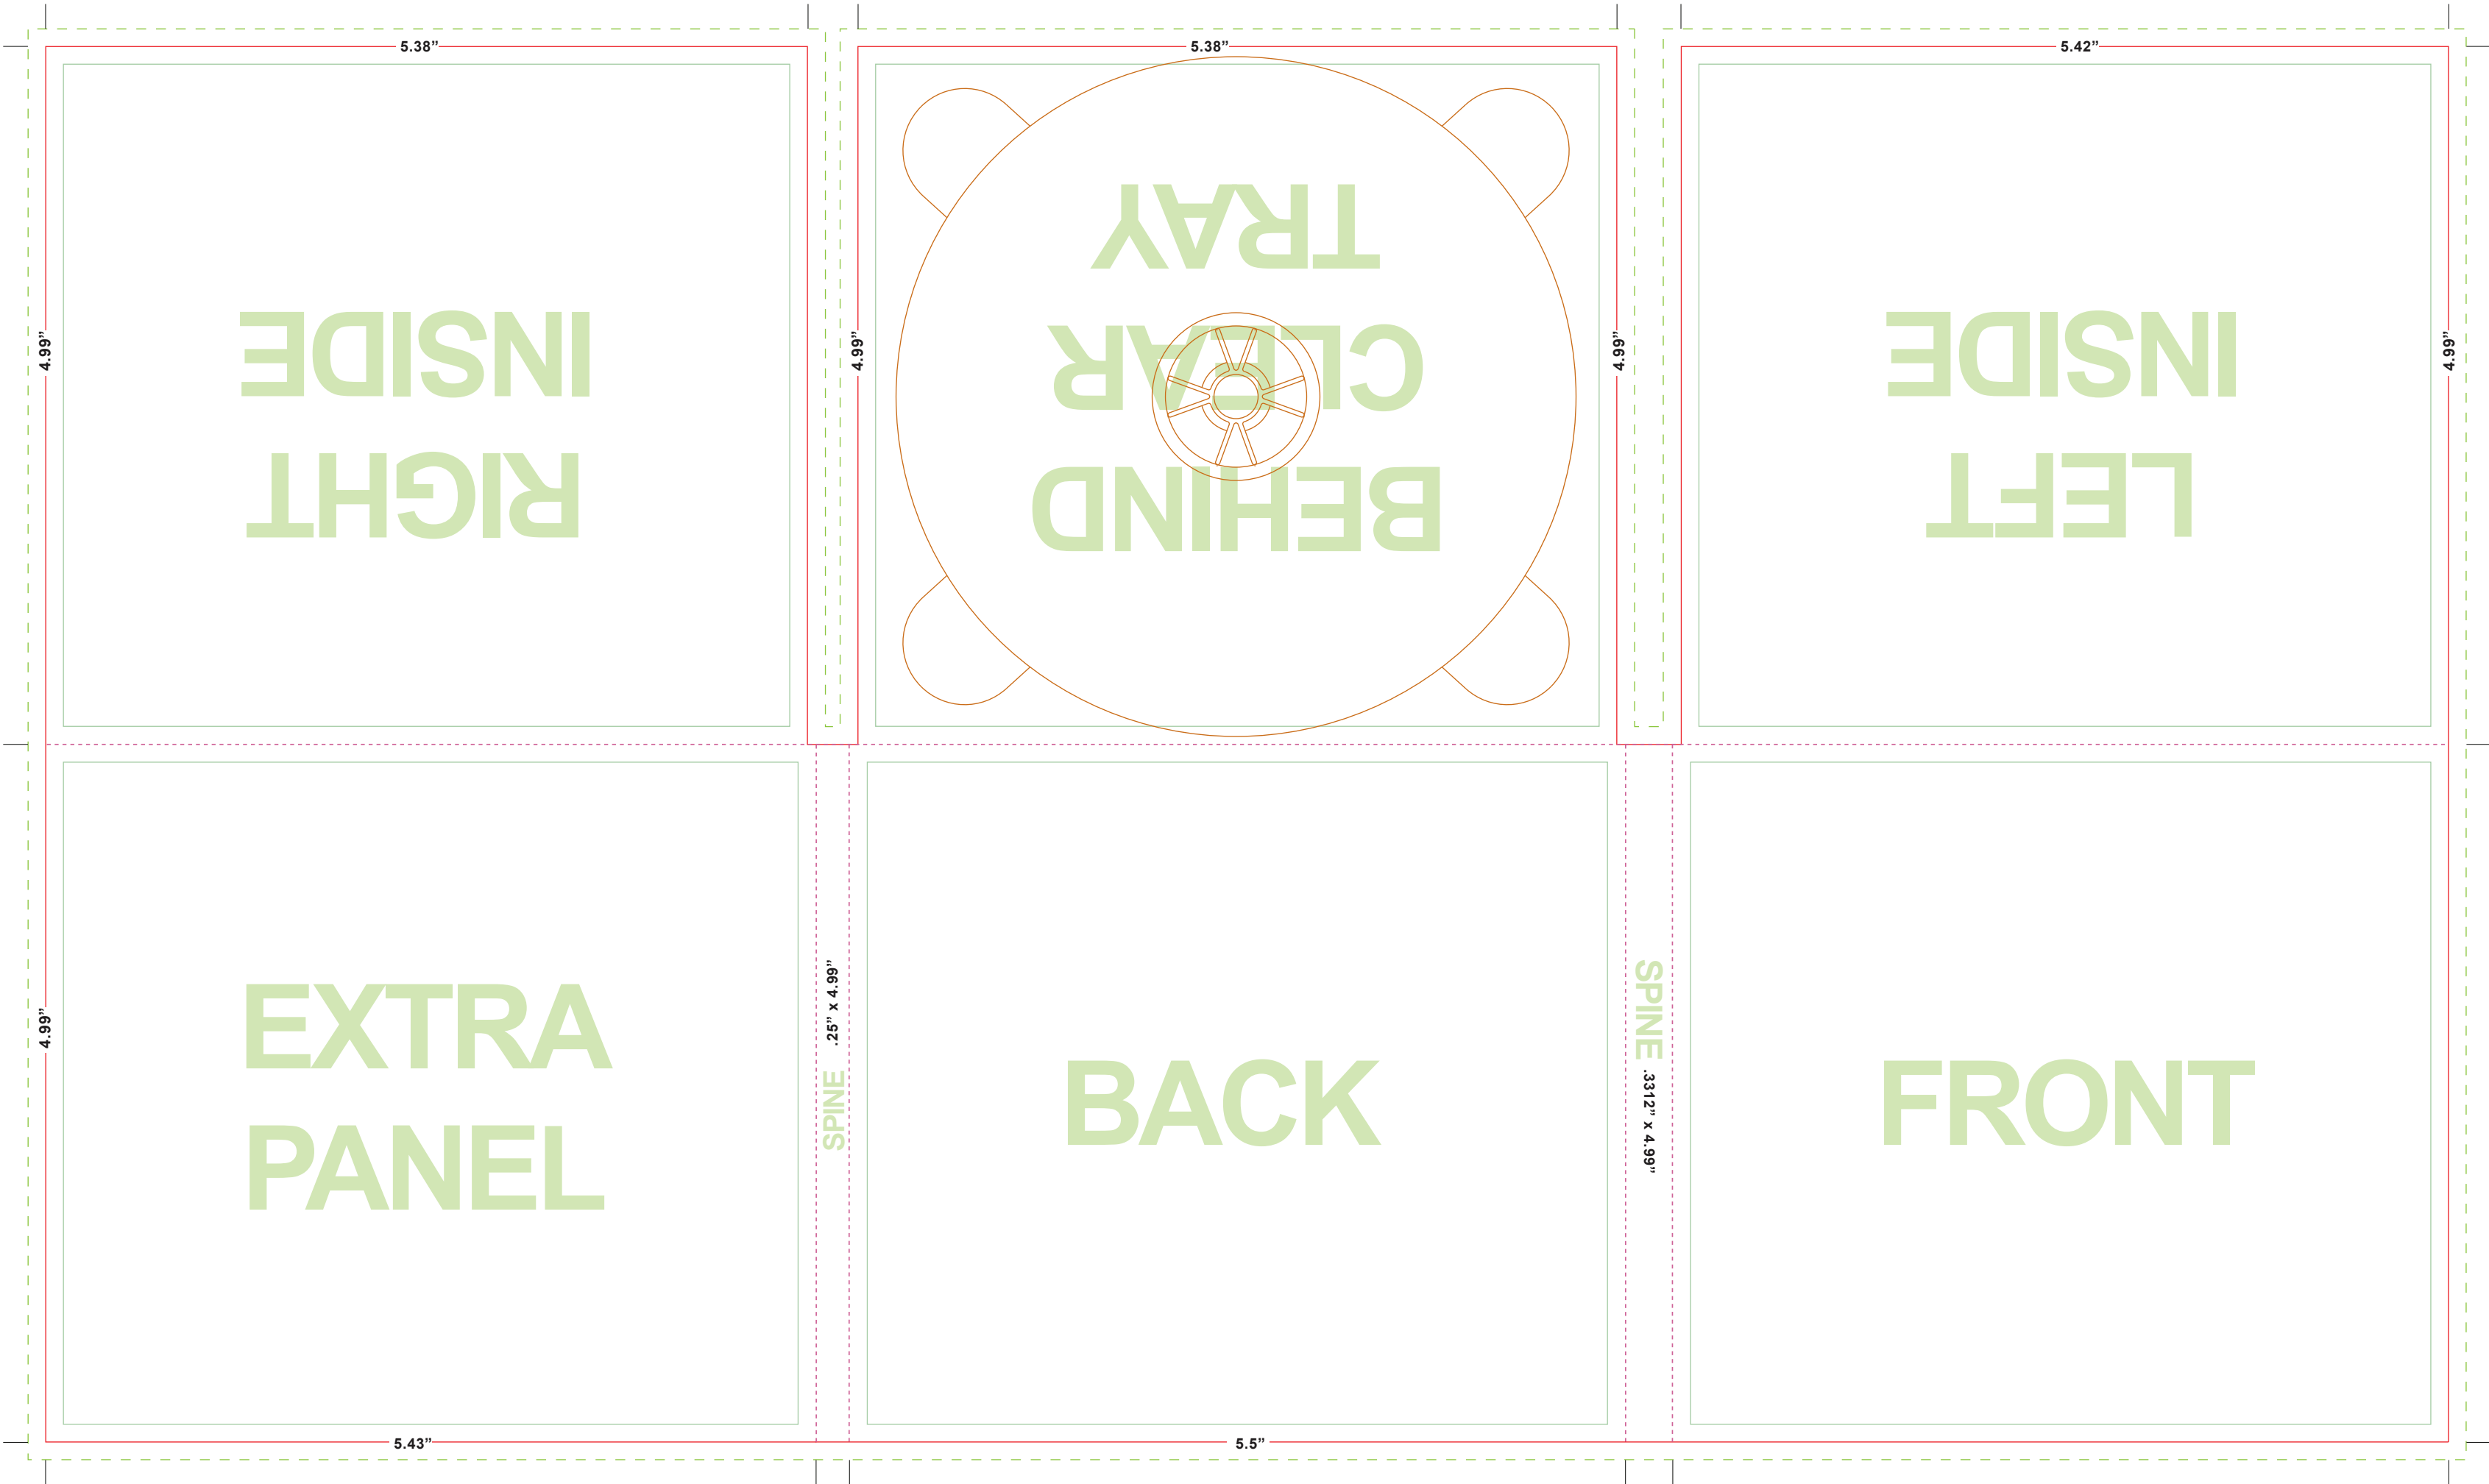 5.38”
5.38”
5.42”
4.99”
4.99”
4.99”
4.99”
RIGHT
INSIDE
BEHIND
CLEAR
TRAY
LEFT
INSIDE
4.99”
EXTRA
PANEL
SPINE
.25” x 4.99”
BACK
SPINE
.3312” x 4.99”
FRONT
5.43”
5.5”